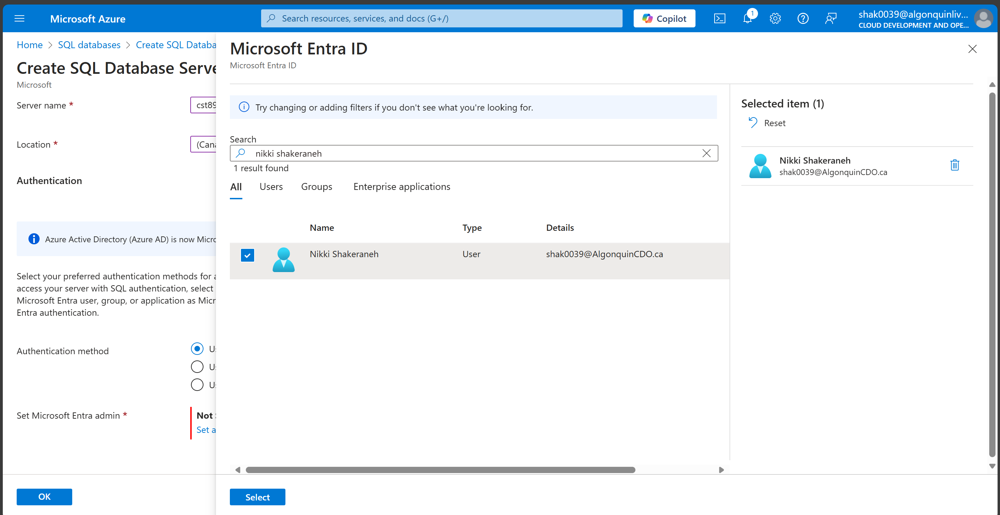 Microsoft Azure
Search resources, services, and docs (G+/)
Copilot
1
shak0039@algonquinliv...
CLOUD DEVELOPMENT AND OPE...
Home > SQL databases > Create SQL Databa
Create SQL Database Serve
Microsoft
Server name *
cst89
Location *
(Cana
Authentication
Azure Active Directory (Azure AD) is now Micro
Select your preferred authentication methods for a
access your server with SQL authentication, select
Microsoft Entra user, group, or application as Micr
Entra authentication.
Authentication method
Us
Us
Us
Set Microsoft Entra admin *
Not
Set a
OK
Microsoft Entra ID
Microsoft Entra ID
Try changing or adding filters if you don't see what you're looking for.
Search
nikki shakeraneh
1 result found
All Users Groups Enterprise applications
Name Type Details
Nikki Shakeraneh User shak0039@AlgonquinCDO.ca
Select
Selected item (1)
Reset
Nikki Shakeraneh
shak0039@AlgonquinCDO.ca